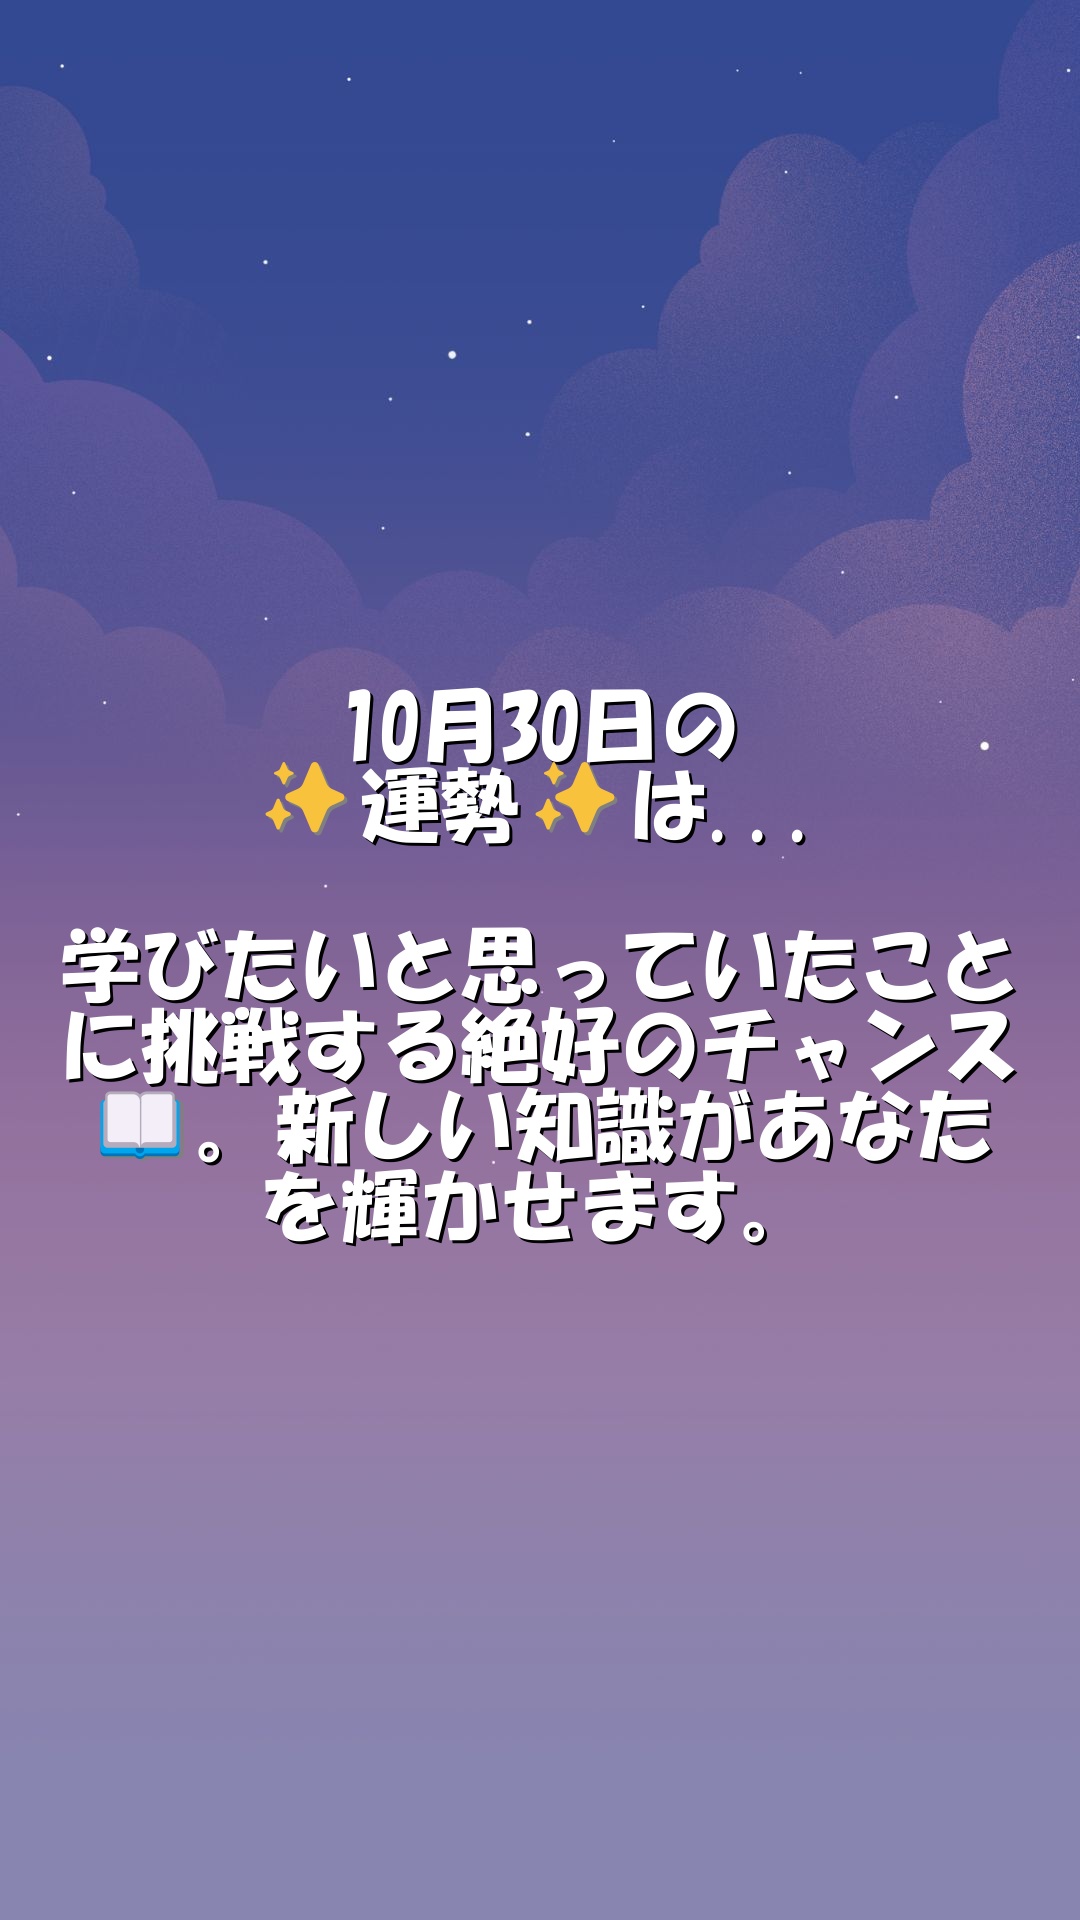 10月30日の
✨運勢✨は...
学びたいと思っていたこと
に挑戦する絶好のチャンス
📖。新しい知識があなた
を輝かせます。